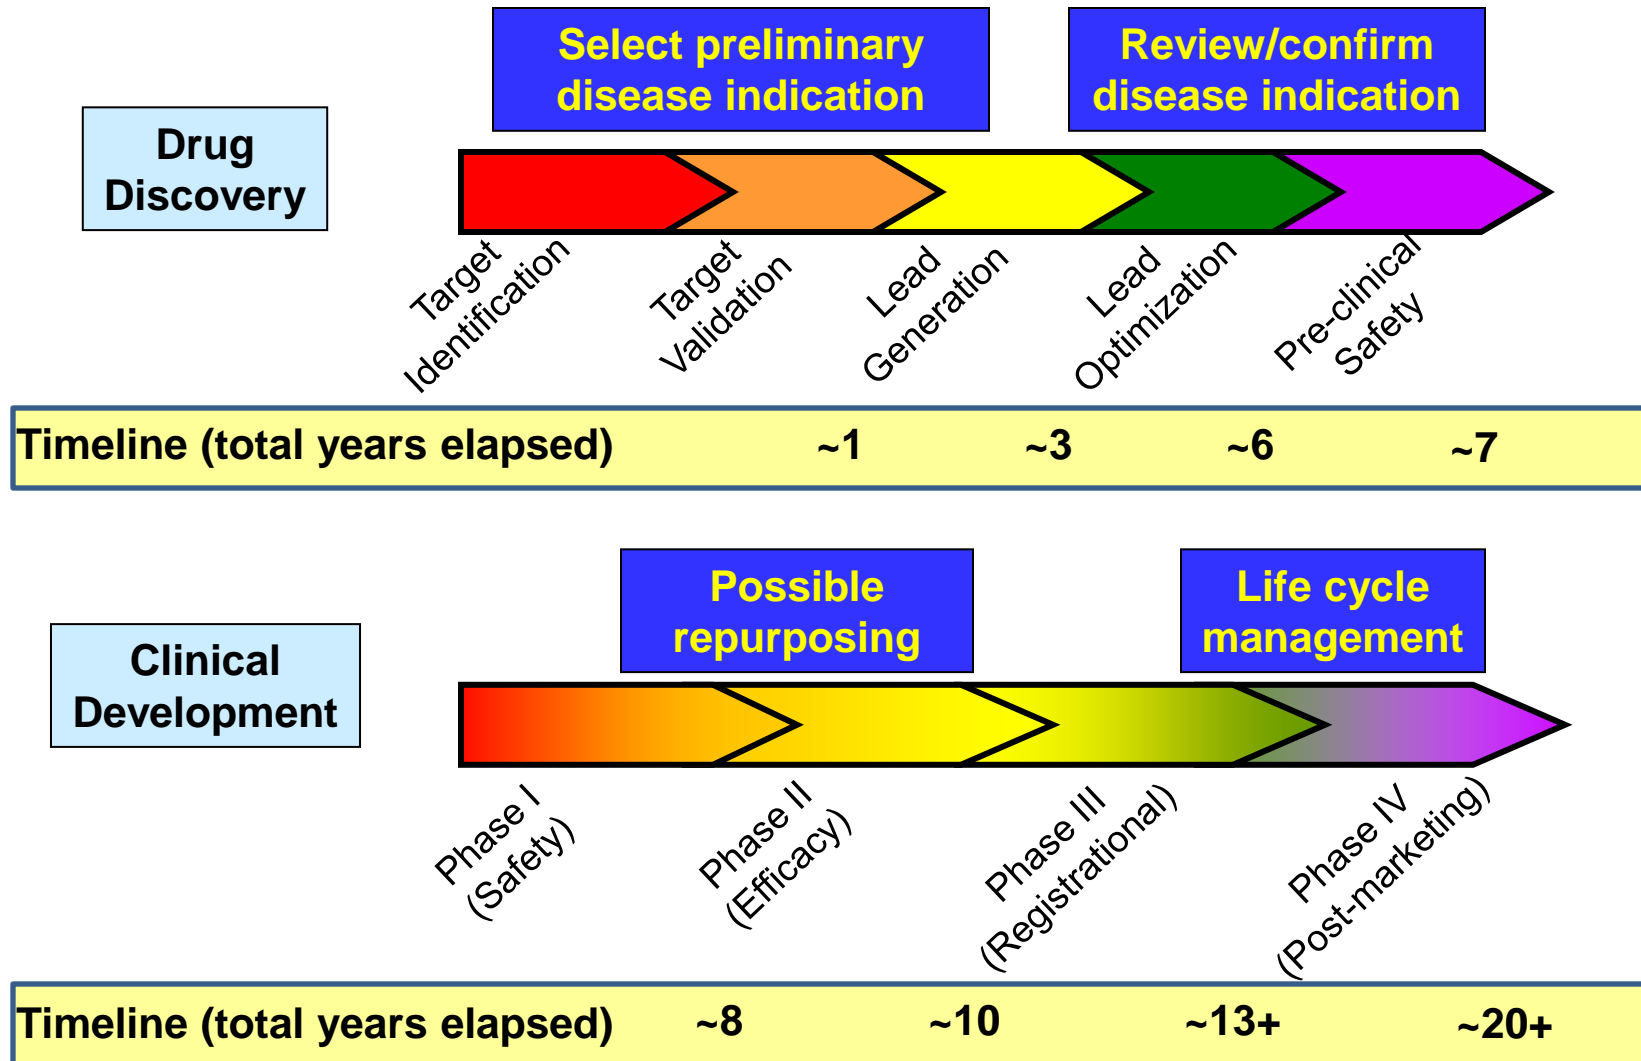 Select preliminary
disease indication
Review/confirm
disease indication
Drug
Discovery
Target
Identification
Target
Validation
Lead
Generation
Lead
Optimization
Pre-clinical
Safety
Timeline (total years elapsed) ~1 ~3 ~6 ~7
Possible
repurposing
Life cycle
management
Clinical
Development
Phase I
(Safety)
Phase II
(Efficacy)
Phase III
(Registrational)
Phase IV
(Post-marketing)
Timeline (total years elapsed) ~8 ~10 ~13+ ~20+